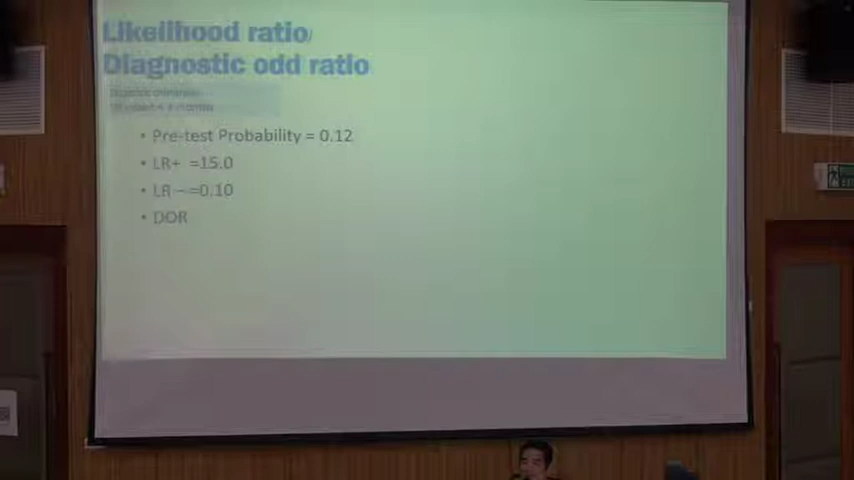 Likelihood ratio
Diagnostic odd ratio
• Pre-test Probability = 0.12
• LR+ =15.0
• LR – =0.10
• DOR